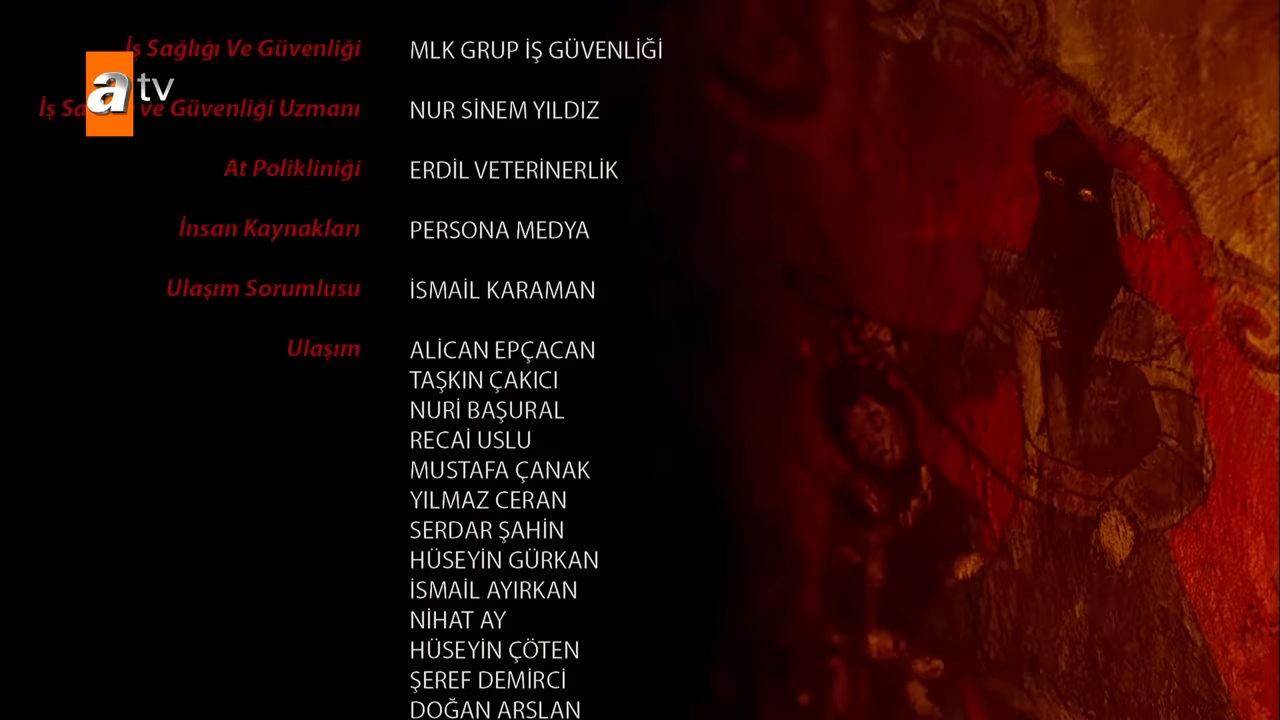 İş Sağlığı Ve Güvenliği MLK GRUP İŞ GÜVENLİĞİ
atv
İş ve Güvenliği Uzmanı NUR SİNEM YILDIZ
At Polikliniği ERDİL VETERİNERLİK
İnsan Kaynakları PERSONA MEDYA
Ulaşım Sorumlusu İSMAİL KARAMAN
Ulaşım ALİCAN EPÇACAN
TAŞKIN ÇAKICI
NURİ BAŞURAL
RECAİ USLU
MUSTAFA ÇANAK
YILMAZ CERAN
SERDAR ŞAHİN
HÜSEYİN GÜRKAN
İSMAİL AYIRKAN
NİHAT AY
HÜSEYİN ÇÖTEN
ŞEREF DEMİRCİ
DOĞAN ARSLAN